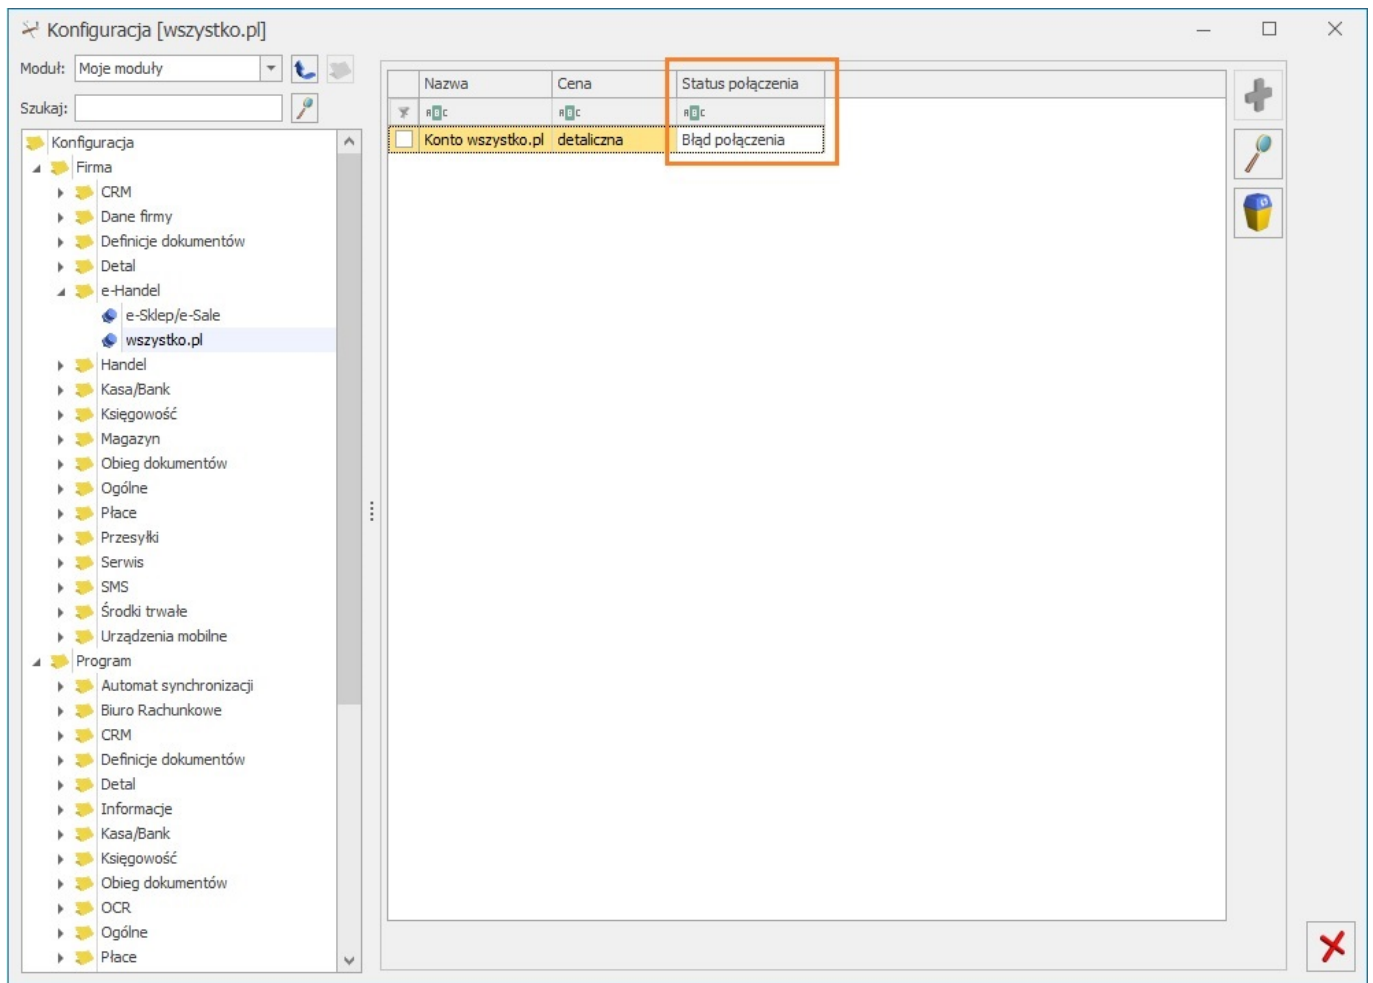 Konfiguracja [wszystko.pl]
Moduł: Moje moduły
Szukaj:
Konfiguracja
Firma
CRM
Dane firmy
Definicje dokumentów
Detal
e-Handel
e-Sklep/e-Sale
wszystko.pl
Handel
Kasa/Bank
Księgowość
Magazyn
Obieg dokumentów
Ogólne
Płace
Przesyłki
Serwis
SMS
Środki trwałe
Urządzenia mobilne
Program
Automat synchronizacji
Biuro Rachunkowe
CRM
Definicje dokumentów
Detal
Informacje
Kasa/Bank
Księgowość
Obieg dokumentów
OCR
Ogólne
Płace
Nazwa Cena Status połączenia
ABC ABC ABC
Konto wszystko.pl detaliczna Błąd połączenia